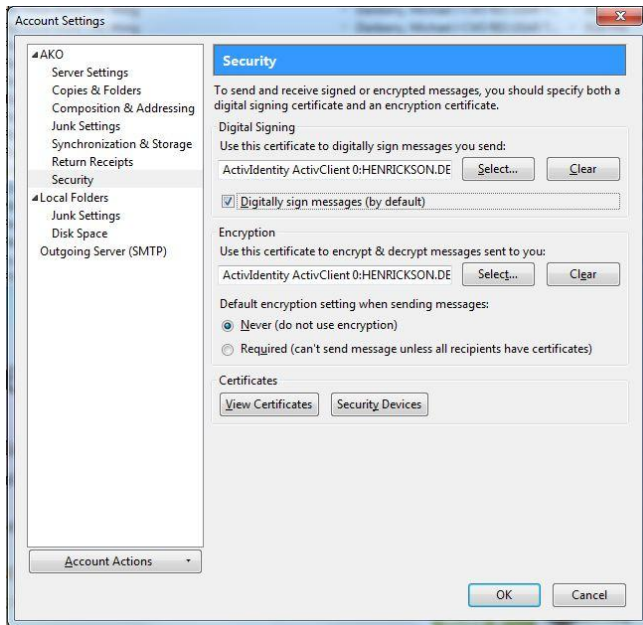 Account Settings
AKO
Server Settings
Copies & Folders
Composition & Addressing
Junk Settings
Synchronization & Storage
Return Receipts
Security
Local Folders
Junk Settings
Disk Space
Outgoing Server (SMTP)
Account Actions
Security
To send and receive signed or encrypted messages, you should specify both a
digital signing certificate and an encryption certificate.
Digital Signing
Use this certificate to digitally sign messages you send:
ActivIdentity ActivClient 0:HENRICKSON.DE Select... Clear
Digitally sign messages (by default)
Encryption
Use this certificate to encrypt & decrypt messages sent to you:
ActivIdentity ActivClient 0:HENRICKSON.DE Select... Clear
Default encryption setting when sending messages:
Never (do not use encryption)
Required (can't send message unless all recipients have certificates)
Certificates
View Certificates Security Devices
OK Cancel